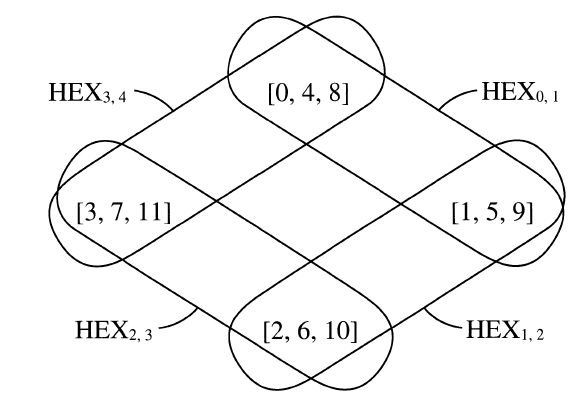 [0, 4, 8]
HEX3, 4
HEX0, 1
[3, 7, 11]
[1, 5, 9]
HEX2, 3
[2, 6, 10]
HEX1, 2